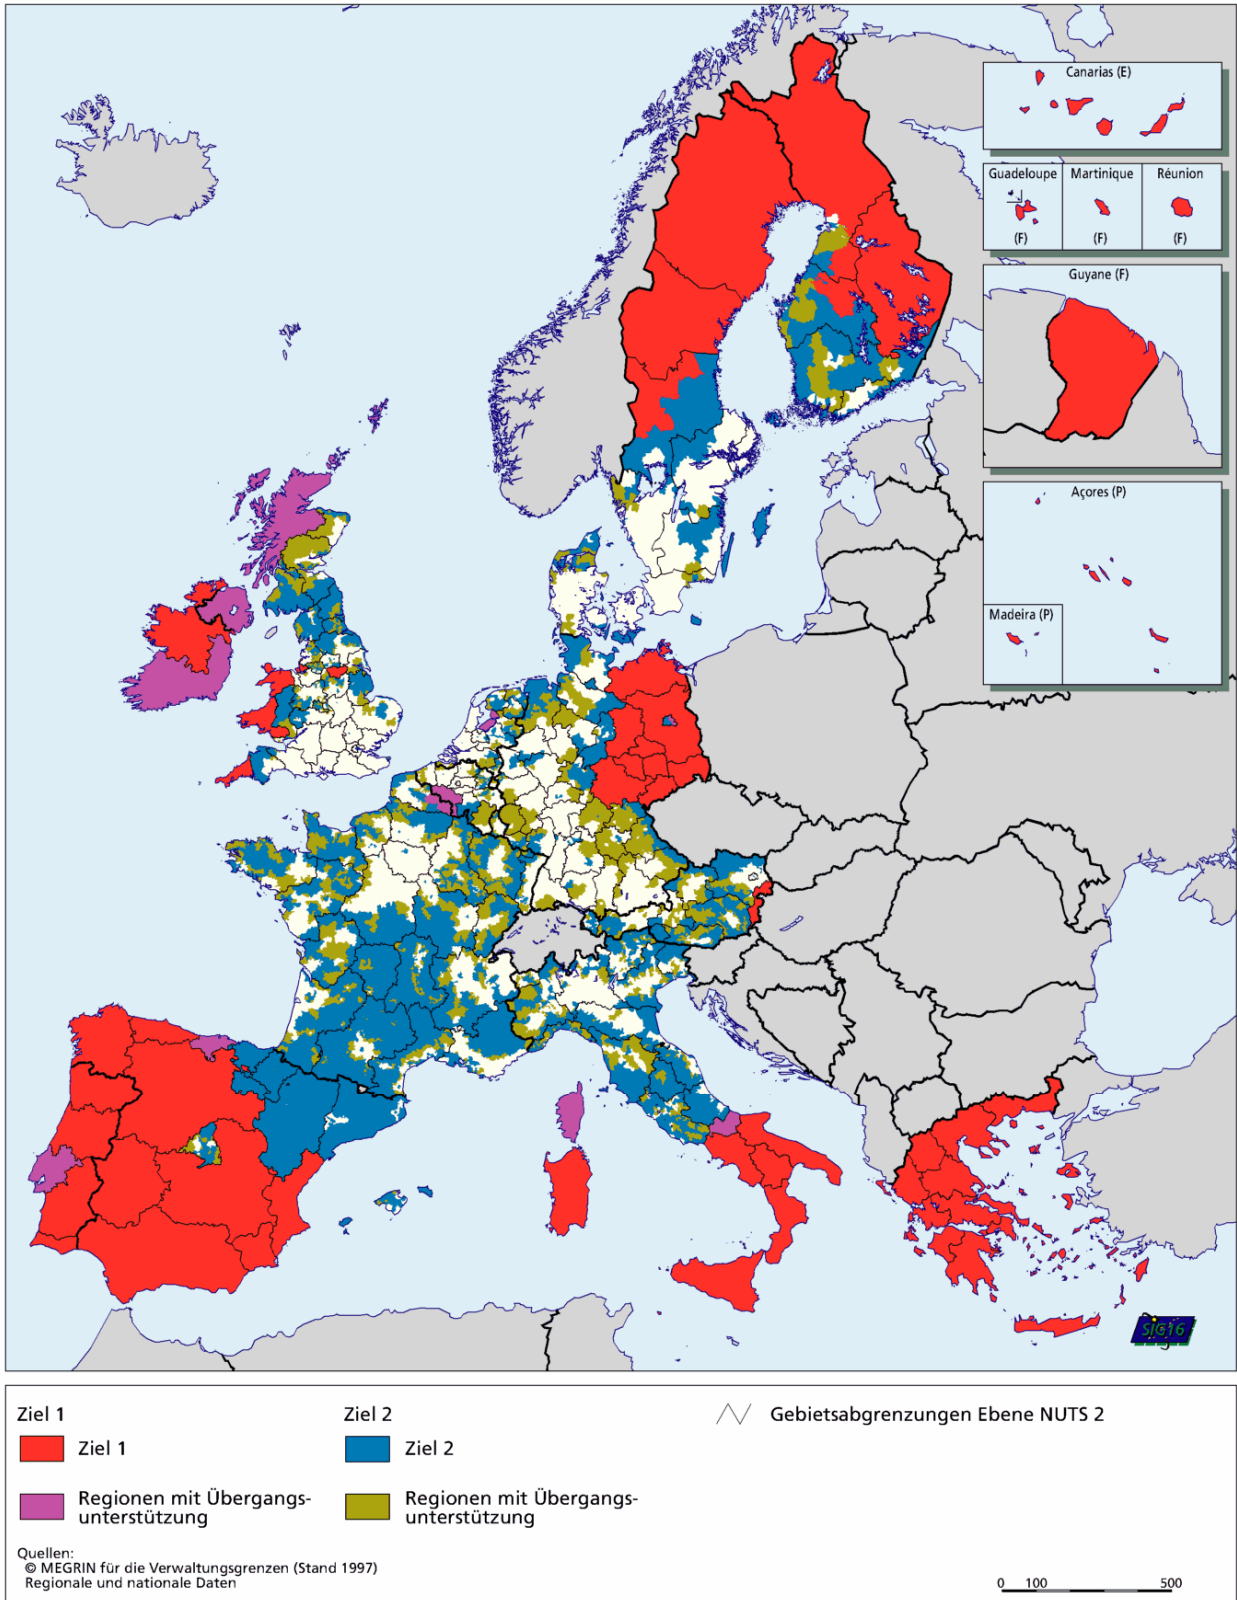 Canarias (E)
Guadeloupe
Martinique
Réunion
(F)
(F)
(F)
Guyane (F)
Açores (P)
Madeira (P)
SIG16
Ziel 1
Ziel 1
Regionen mit Übergangs-
unterstützung
Ziel 2
Ziel 2
Regionen mit Übergangs-
unterstützung
Gebietsabgrenzungen Ebene NUTS 2
Quellen:
© MEGRIN für die Verwaltungsgrenzen (Stand 1997)
Regionale und nationale Daten
0 100 500